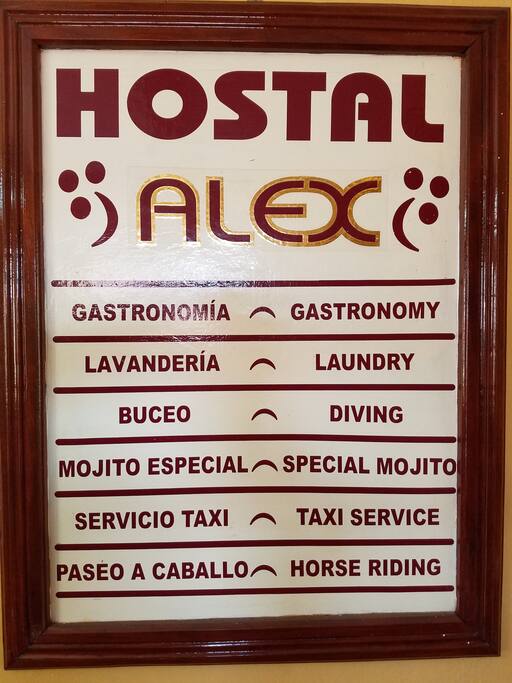 HOSTAL
ALEX
GASTRONOMÍA GASTRONOMY
LAVANDERÍA LAUNDRY
BUCEO DIVING
MOJITO ESPECIAL SPECIAL MOJITO
SERVICIO TAXI TAXI SERVICE
PASEO A CABALLO HORSE RIDING